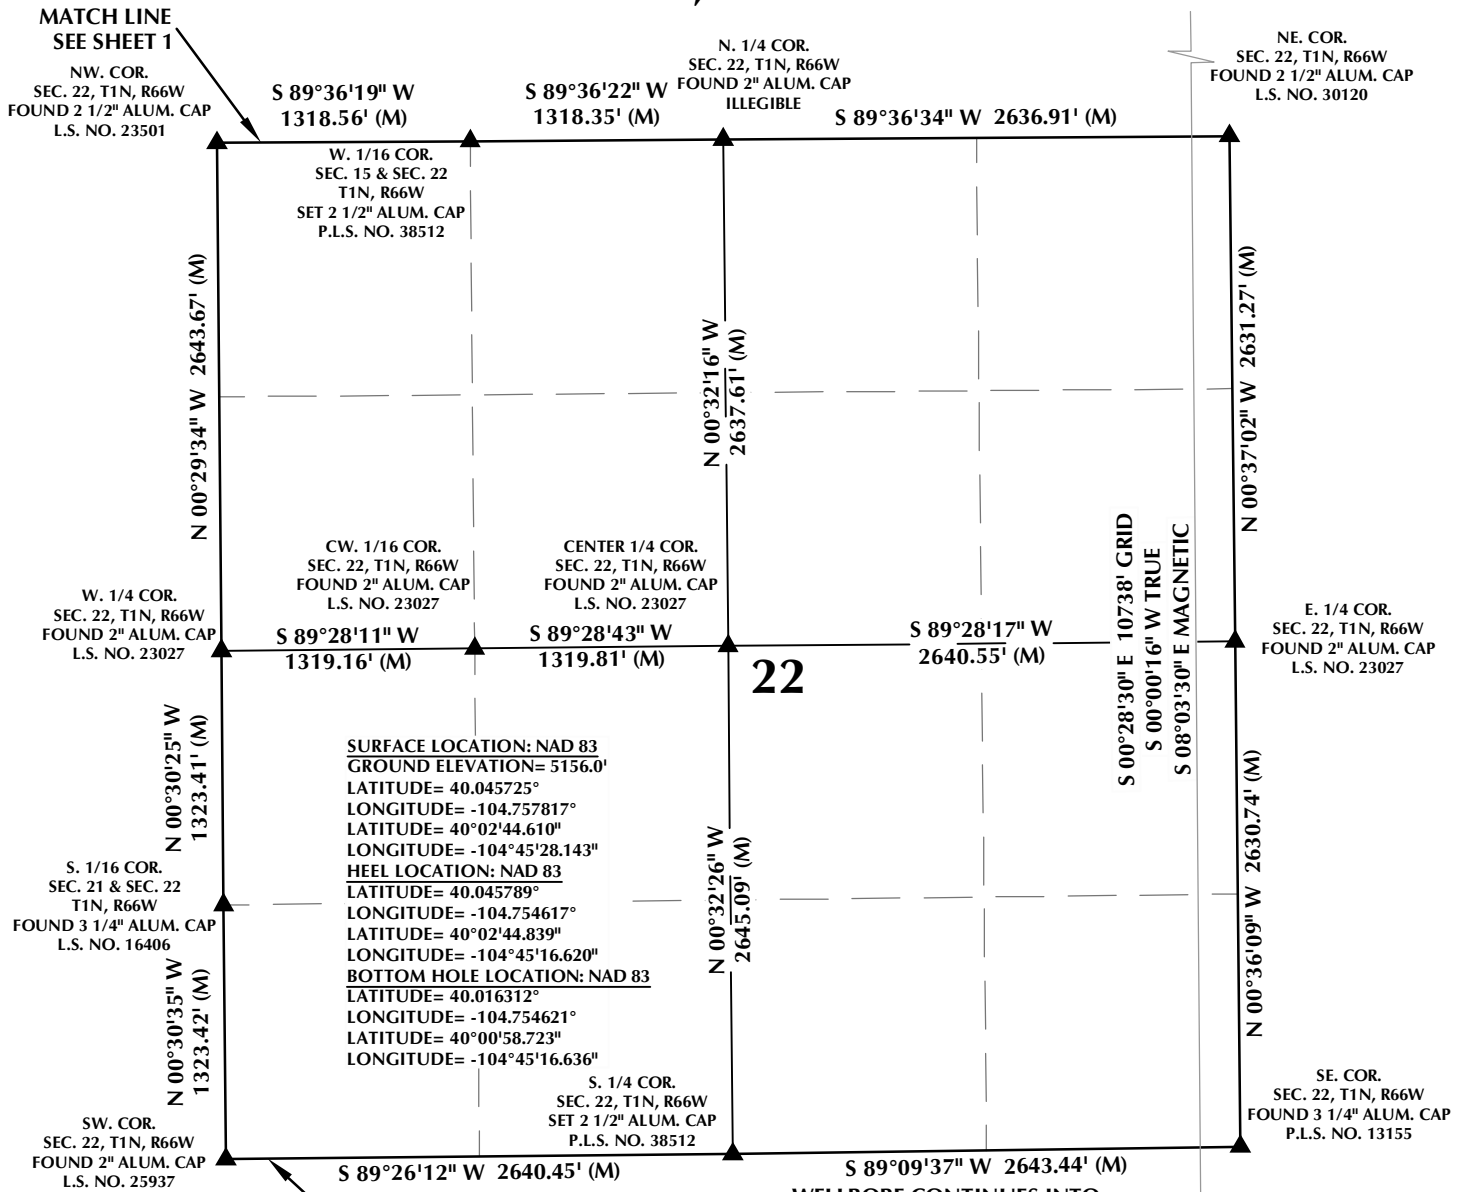 MATCH LINE
SEE SHEET 1
NW. COR.
SEC. 22, T1N, R66W
FOUND 2 1/2" ALUM. CAP
L.S. NO. 23501
S 89°36'19" W
1318.56' (M)
S 89°36'22" W
1318.35' (M)
N. 1/4 COR.
SEC. 22, T1N, R66W
FOUND 2" ALUM. CAP
ILLEGIBLE
S 89°36'34" W 2636.91' (M)
NE. COR.
SEC. 22, T1N, R66W
FOUND 2 1/2" ALUM. CAP
L.S. NO. 30120
W. 1/16 COR.
SEC. 15 & SEC. 22
T1N, R66W
SET 2 1/2" ALUM. CAP
P.L.S. NO. 38512
N 00°29'34" W 2643.67' (M)
N 00°32'16" W
2637.61' (M)
N 00°37'02" W 2631.27' (M)
CW. 1/16 COR.
SEC. 22, T1N, R66W
FOUND 2" ALUM. CAP
L.S. NO. 23027
CENTER 1/4 COR.
SEC. 22, T1N, R66W
FOUND 2" ALUM. CAP
L.S. NO. 23027
W. 1/4 COR.
SEC. 22, T1N, R66W
FOUND 2" ALUM. CAP
L.S. NO. 23027
S 89°28'11" W
1319.16' (M)
S 89°28'43" W
1319.81' (M)
22
S 89°28'17" W
2640.55' (M)
S 00°28'30" E 10738' GRID
S 00°00'16" W TRUE
S 08°03'30" E MAGNETIC
E. 1/4 COR.
SEC. 22, T1N, R66W
FOUND 2" ALUM. CAP
L.S. NO. 23027
N 00°30'25" W
1323.41' (M)
SURFACE LOCATION: NAD 83
GROUND ELEVATION= 5156.0'
LATITUDE= 40.045725°
LONGITUDE= -104.757817°
LATITUDE= 40°02'44.610"
LONGITUDE= -104°45'28.143"
HEEL LOCATION: NAD 83
LATITUDE= 40.045789°
LONGITUDE= -104.754617°
LATITUDE= 40°02'44.839"
LONGITUDE= -104°45'16.620"
BOTTOM HOLE LOCATION: NAD 83
LATITUDE= 40.016312°
LONGITUDE= -104.754621°
LATITUDE= 40°00'58.723"
LONGITUDE= -104°45'16.636"
N 00°32'26" W
2645.09' (M)
N 00°36'09" W 2630.74' (M)
S. 1/16 COR.
SEC. 21 & SEC. 22
T1N, R66W
FOUND 3 1/4" ALUM. CAP
L.S. NO. 16406
N 00°30'35" W
1323.42' (M)
S. 1/4 COR.
SEC. 22, T1N, R66W
SET 2 1/2" ALUM. CAP
P.L.S. NO. 38512
SE. COR.
SEC. 22, T1N, R66W
FOUND 3 1/4" ALUM. CAP
P.L.S. NO. 13155
SW. COR.
SEC. 22, T1N, R66W
FOUND 2" ALUM. CAP
L.S. NO. 25937
S 89°26'12" W 2640.45' (M)
S 89°09'37" W 2643.44' (M)
WELLBORE CONTINUES INTO